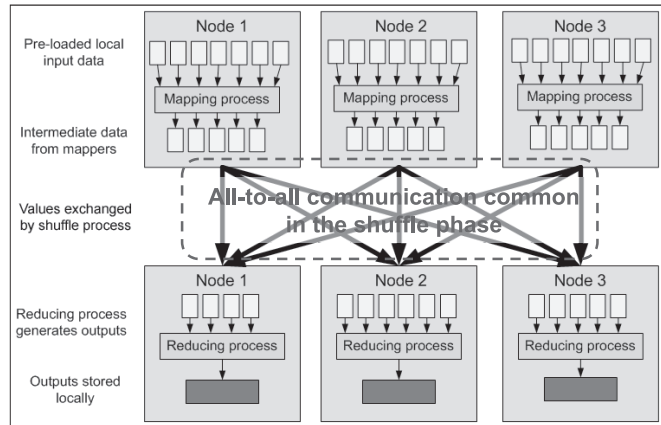 Pre-loaded local
input data
Node 1
Node 2
Node 3
Mapping process
Mapping process
Mapping process
Intermediate data
from mappers
Values exchanged
by shuffle process
All-to-all communication common
in the shuffle phase
Node 1
Node 2
Node 3
Reducing process
generates outputs
Reducing process
Reducing process
Reducing process
Outputs stored
locally